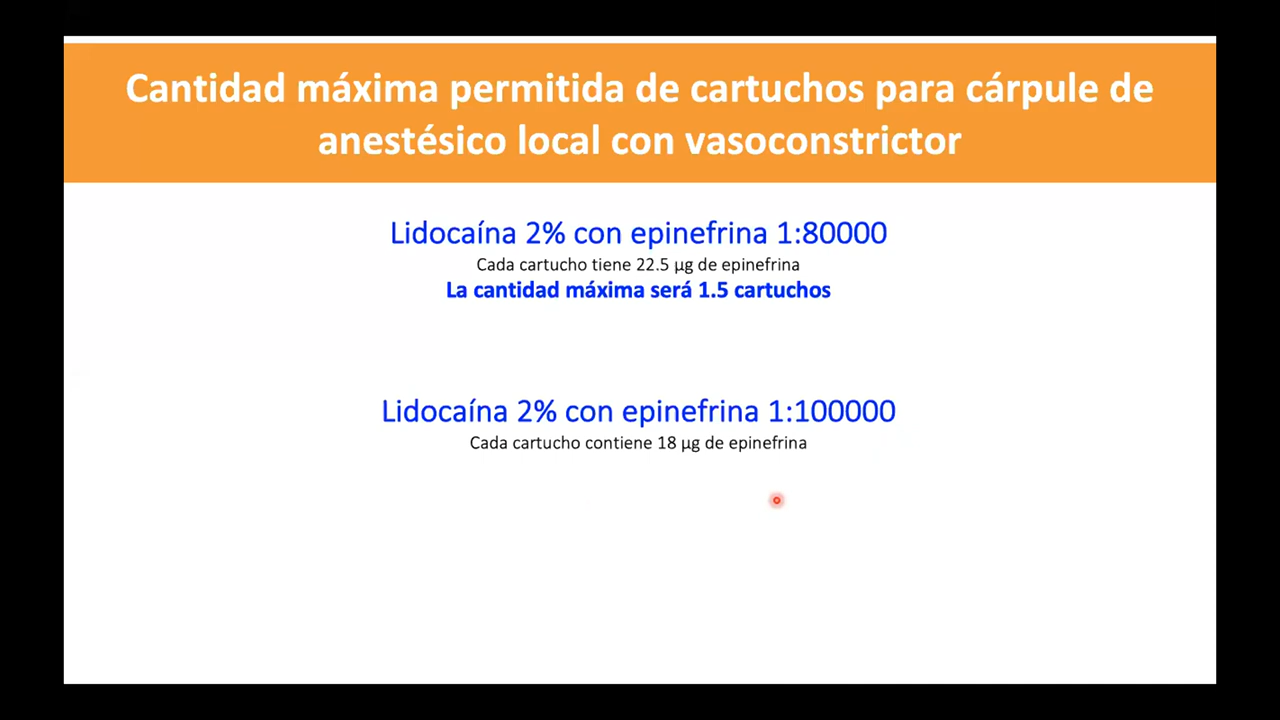 Cantidad máxima permitida de cartuchos para cárpule de
anestésico local con vasoconstrictor
Lidocaína 2% con epinefrina 1:80000
Cada cartucho tiene 22.5 µg de epinefrina
La cantidad máxima será 1.5 cartuchos
Lidocaína 2% con epinefrina 1:100000
Cada cartucho contiene 18 µg de epinefrina